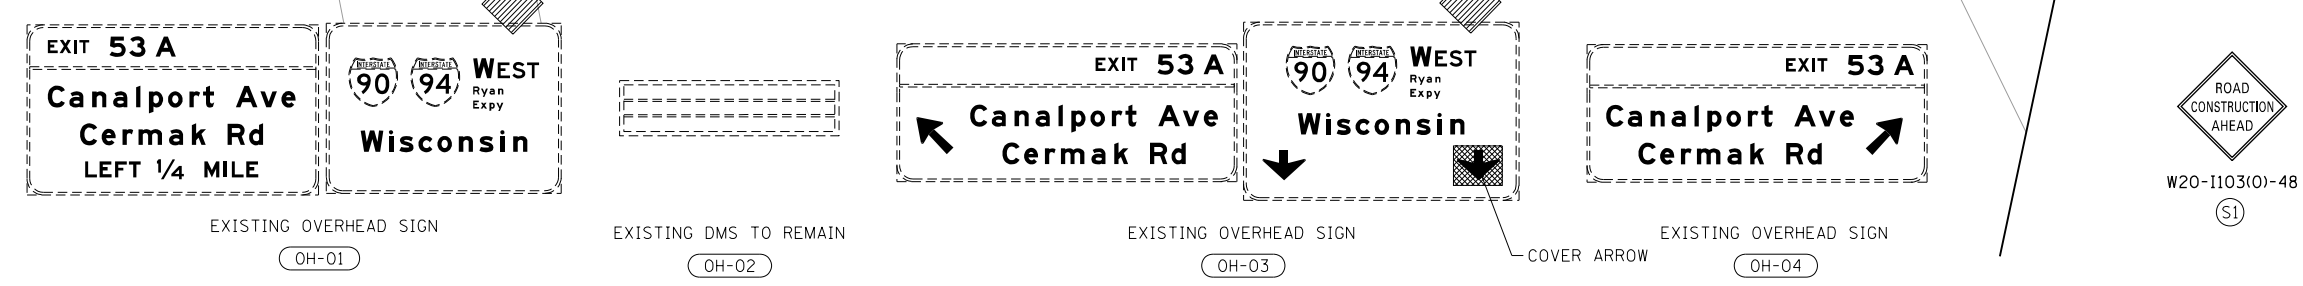 EXIT 53 A
Canalport Ave
Cermak Rd
LEFT 1/4 MILE
INTERSTATE 90 INTERSTATE 94 WEST
Ryan
Expy
Wisconsin
EXISTING OVERHEAD SIGN
OH-01
EXISTING DMS TO REMAIN
OH-02
EXIT 53 A
Canalport Ave
Cermak Rd
INTERSTATE 90 INTERSTATE 94 WEST
Ryan
Expy
Wisconsin
EXISTING OVERHEAD SIGN
OH-03
COVER ARROW
EXIT 53 A
Canalport Ave
Cermak Rd
EXISTING OVERHEAD SIGN
OH-04
ROAD
CONSTRUCTION
AHEAD
W20-I103(O)-48
S1